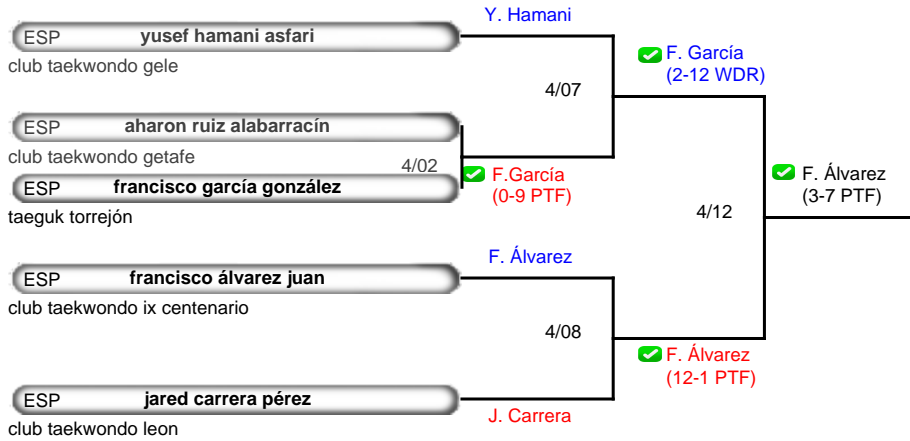 Y. Hamani
ESP yusef hamani asfari
club taekwondo gele
F. García
(2-12 WDR)
4/07
ESP aharon ruiz alabarracín
club taekwondo getafe
4/02
F.García
(0-9 PTF)
ESP francisco garcía gonzález
taeguk torrejón
F. Álvarez
(3-7 PTF)
4/12
F. Álvarez
ESP francisco álvarez juan
club taekwondo ix centenario
4/08
F. Álvarez
(12-1 PTF)
ESP jared carrera pérez
J. Carrera
club taekwondo leon